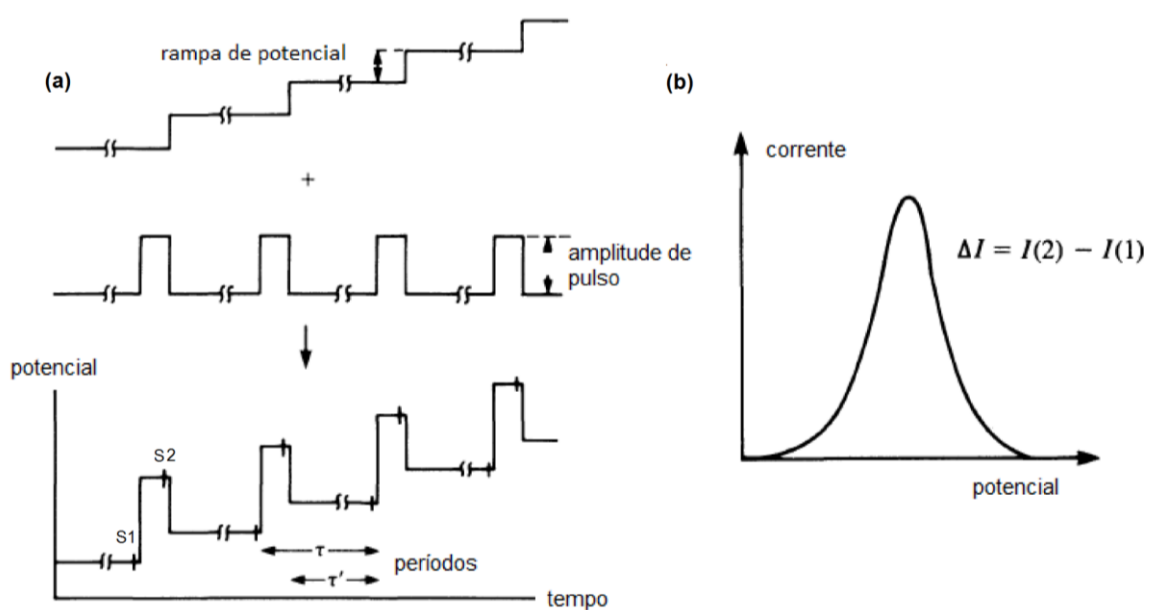 rampa de potencial
(a)
(b)
corrente
+
amplitude de
pulso
ΔI = I(2) − I(1)
potencial
S2
S1
τ
períodos
τ'
tempo
potencial